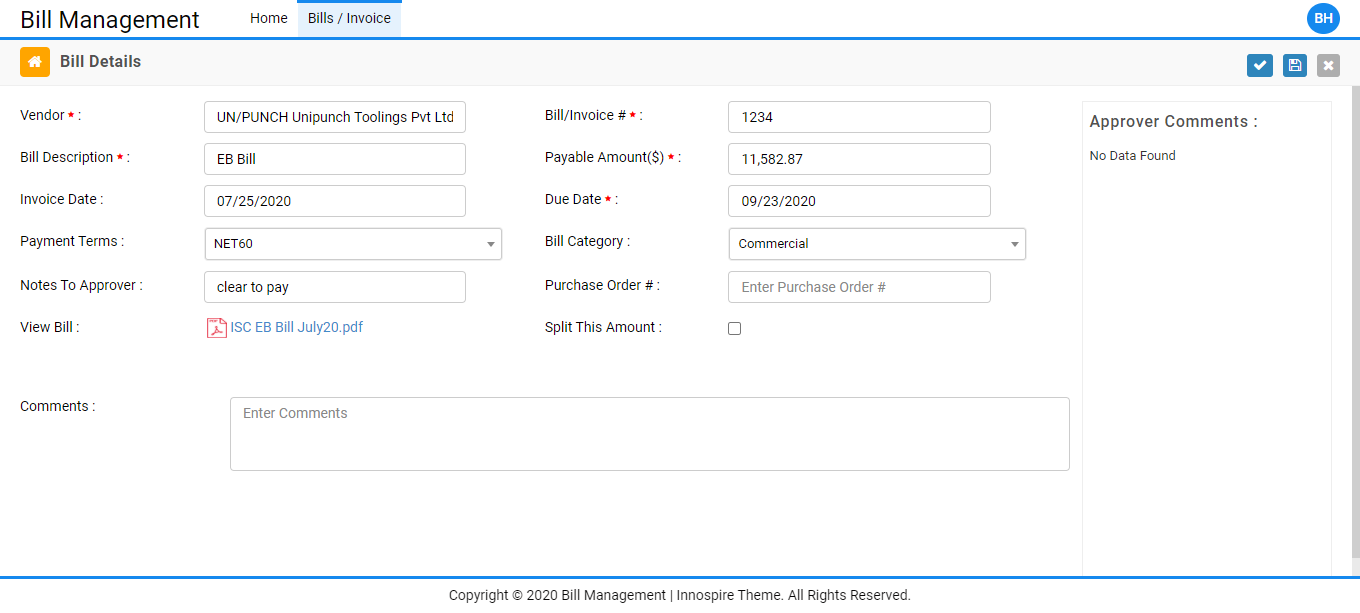 Bill Management Home Bills / Invoice BH
Bill Details
Vendor * : UN/PUNCH Unipunch Toolings Pvt Ltd Bill/Invoice # * : 1234
Bill Description * : EB Bill Payable Amount($) * : 11,582.87
Invoice Date : 07/25/2020 Due Date * : 09/23/2020
Payment Terms : NET60 Bill Category : Commercial
Notes To Approver : clear to pay Purchase Order # : Enter Purchase Order #
View Bill : ISC EB Bill July20.pdf Split This Amount :
Comments : Enter Comments
Approver Comments :
No Data Found
Copyright © 2020 Bill Management | Innospire Theme. All Rights Reserved.